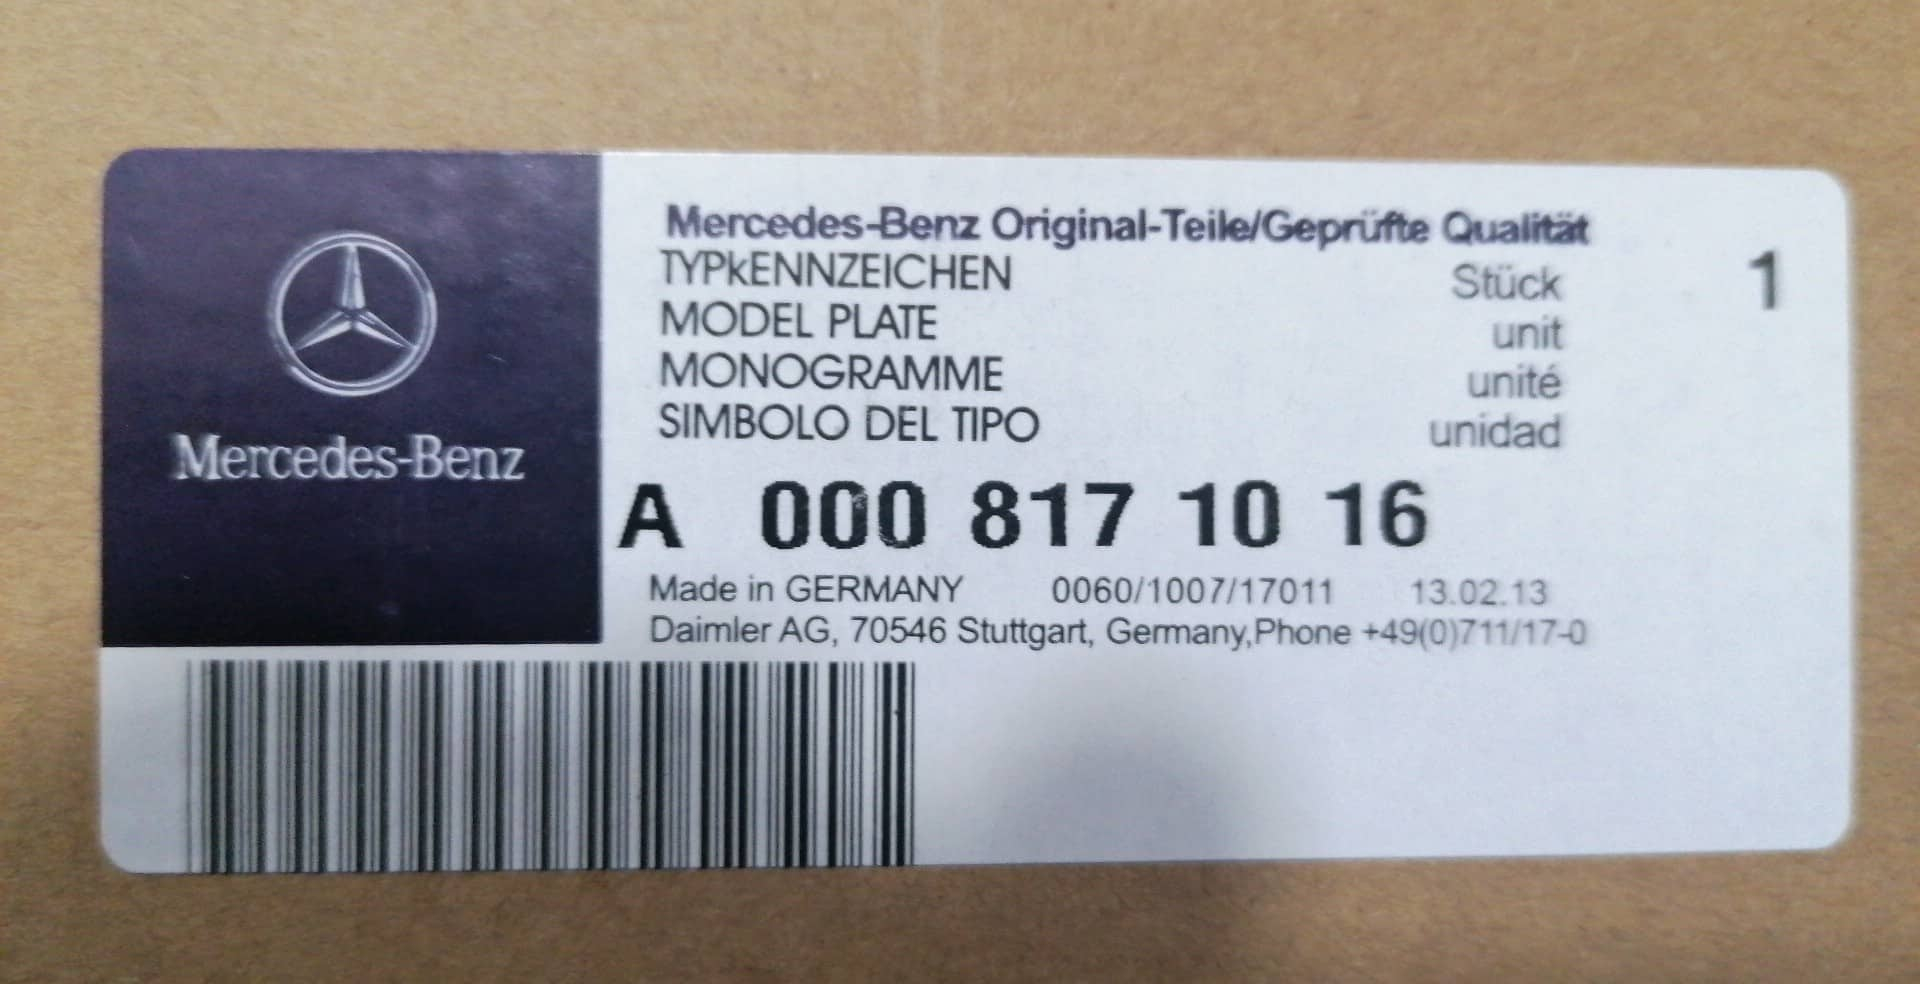 Mercedes-Benz
Mercedes-Benz Original-Teile/Geprüfte Qualität
TYPkENNZEICHEN Stück 1
MODEL PLATE unit
MONOGRAMME unité
SIMBOLO DEL TIPO unidad
A 000 817 10 16
Made in GERMANY 0060/1007/17011 13.02.13
Daimler AG, 70546 Stuttgart, Germany,Phone +49(0)711/17-0